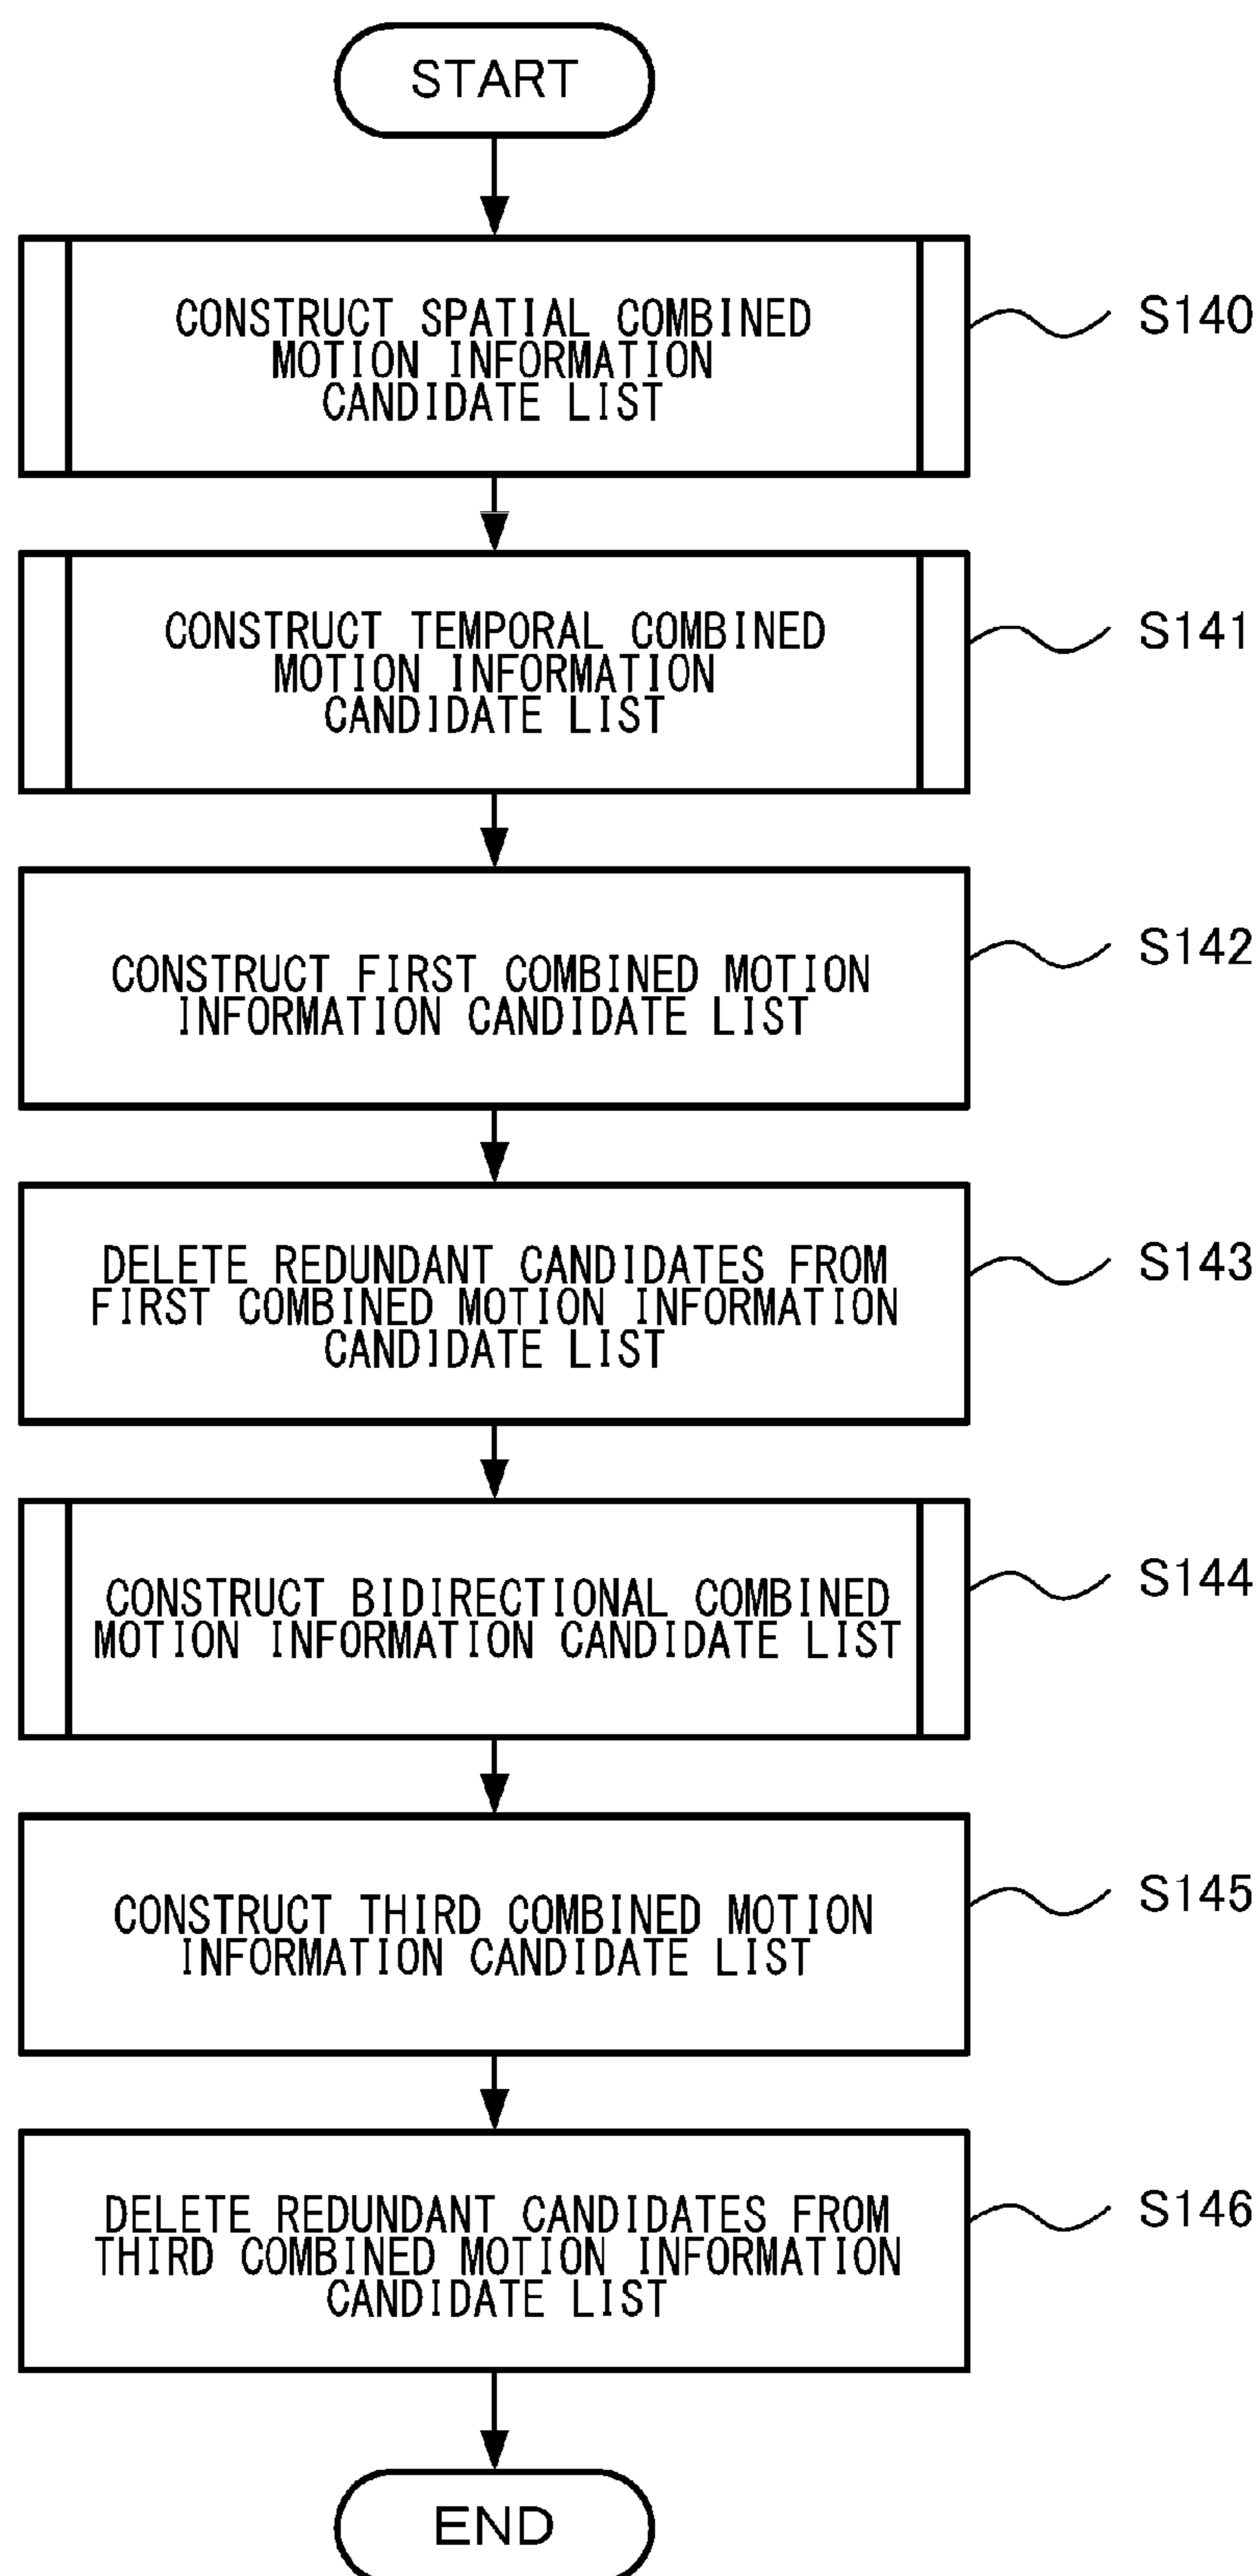 START
CONSTRUCT SPATIAL COMBINED
MOTION INFORMATION
CANDIDATE LIST
S140
CONSTRUCT TEMPORAL COMBINED
MOTION INFORMATION
CANDIDATE LIST
S141
CONSTRUCT FIRST COMBINED MOTION
INFORMATION CANDIDATE LIST
S142
DELETE REDUNDANT CANDIDATES FROM
FIRST COMBINED MOTION INFORMATION
CANDIDATE LIST
S143
CONSTRUCT BIDIRECTIONAL COMBINED
MOTION INFORMATION CANDIDATE LIST
S144
CONSTRUCT THIRD COMBINED MOTION
INFORMATION CANDIDATE LIST
S145
DELETE REDUNDANT CANDIDATES FROM
THIRD COMBINED MOTION INFORMATION
CANDIDATE LIST
S146
END